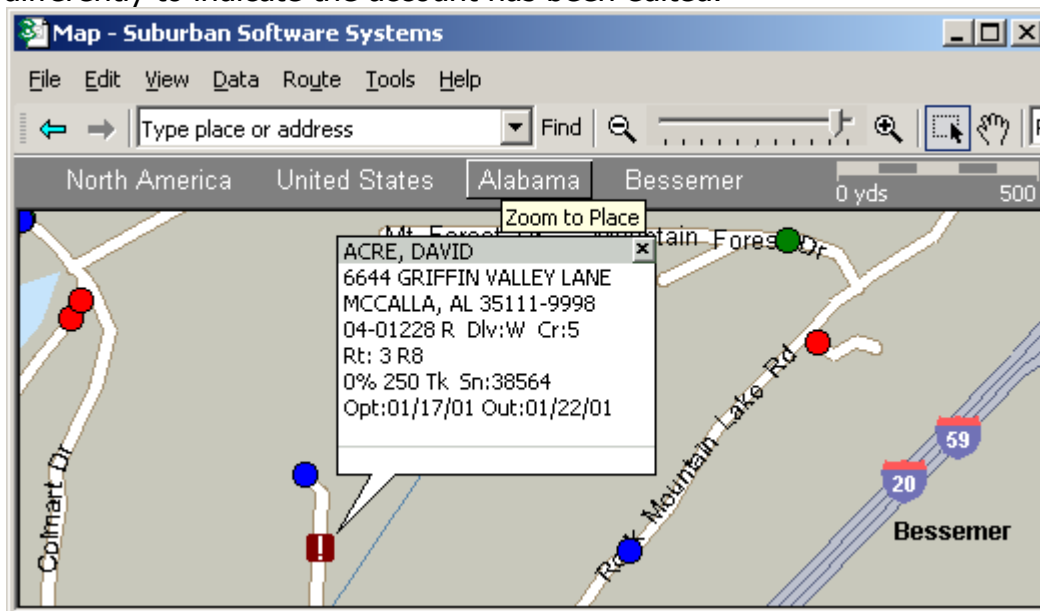 differently to indicate the account has been edited.
Map - Suburban Software Systems
File Edit View Data Route Tools Help
Type place or address Find
North America United States Alabama Bessemer 0 yds 500
Zoom to Place
Mt Forest Dr Mountain Forest Dr
ACRE, DAVID
6644 GRIFFIN VALLEY LANE
MCCALLA, AL 35111-9998
04-01228 R Dlv:W Cr:5
Rt: 3 R8
0% 250 Tk Sn:38564
Opt:01/17/01 Out:01/22/01
Colmart Dr
Mountain Lake Rd
59
20
Bessemer